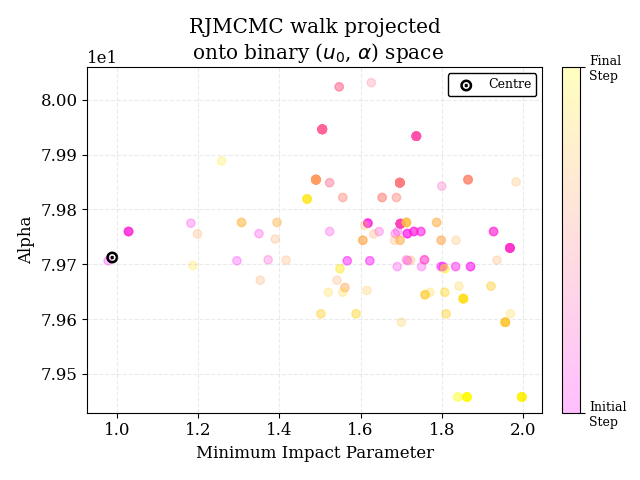 RJMCMC walk projected
onto binary (u₀, α) space
1e1
8.00
7.99
7.98
7.97
7.96
7.95
Alpha
1.0 1.2 1.4 1.6 1.8 2.0
Minimum Impact Parameter
Centre
Final
Step
Initial
Step